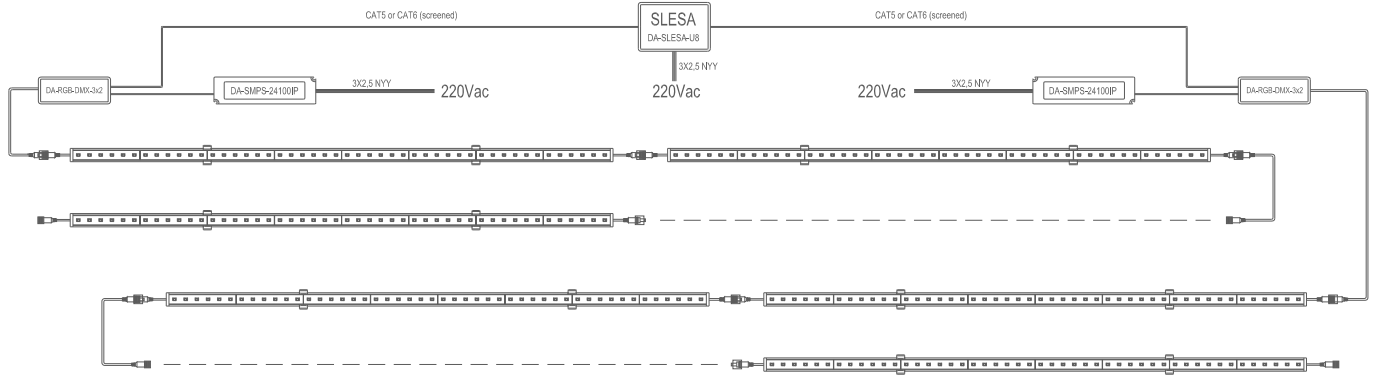 CAT5 or CAT6 (screened)
SLESA
DA-SLESA-U8
CAT5 or CAT6 (screened)
3X2,5 NYY
DA-RGB-DMX-3x2
DA-SMPS-24100IP
3X2,5 NYY
220Vac
220Vac
220Vac
3X2,5 NYY
DA-SMPS-24100IP
DA-RGB-DMX-3x2